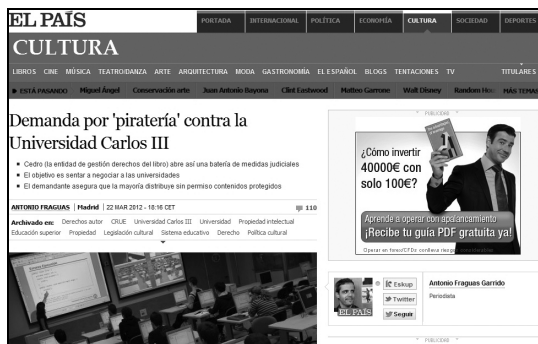 EL PAÍS
PORTADA INTERNACIONAL POLÍTICA ECONOMÍA CULTURA SOCIEDAD DEPORTES
CULTURA
LIBROS CINE MÚSICA TEATRO/DANZA ARTE ARQUITECTURA MODA GASTRONOMÍA EL ESPAÑOL BLOGS TENTACIONES TV TITULARES
ESTÁ PASANDO Miguel Ángel Conservación arte Juan Antonio Bayona Clint Eastwood Matteo Garrone Walt Disney Random MÁS TEMAS
Demanda por 'piratería' contra la
Universidad Carlos III
Cedro (la entidad de gestión derechos del libro) abre así una batería de medidas judiciales
El objetivo es sentar a negociar a las universidades
El demandante asegura que la mayoría distribuye sin permiso contenidos protegidos
ANTONIO FRAGUAS | Madrid | 22 MAR 2012 - 18:16 CET 110
Archivado en: Derechos autor CRUE Universidad Carlos III Universidad Propiedad intelectual
Educación superior Propiedad Legislación cultural Sistema educativo Derecho Política cultural
PUBLICIDAD
¿Cómo invertir
40000€ con
solo 100€?
Aprende a operar con apalancamiento
¡Recibe tu guía PDF gratuita ya!
Operar en forex/CFDs conlleva riesgo
EL PAÍS
Eskup
Twitter
Seguir
Antonio Fraguas Garrido
Periodista
PUBLICIDAD